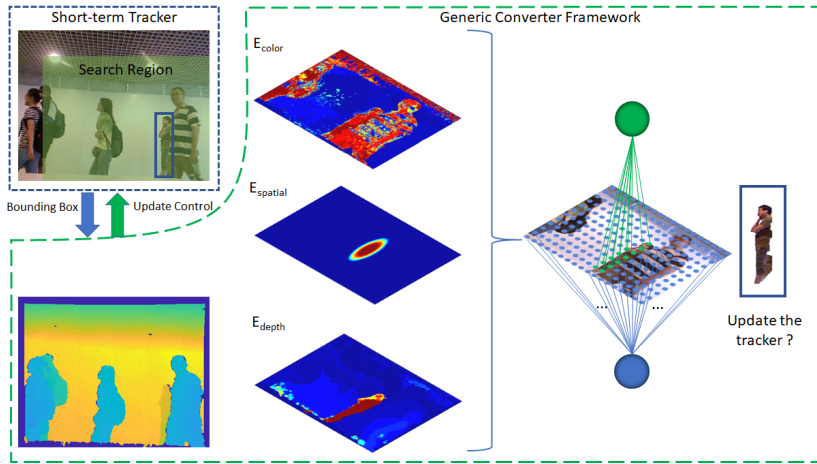 Short-term Tracker
Generic Converter Framework
Search Region
Bounding Box
Update Control
E_color
E_spatial
E_depth
...
...
Update the
tracker ?